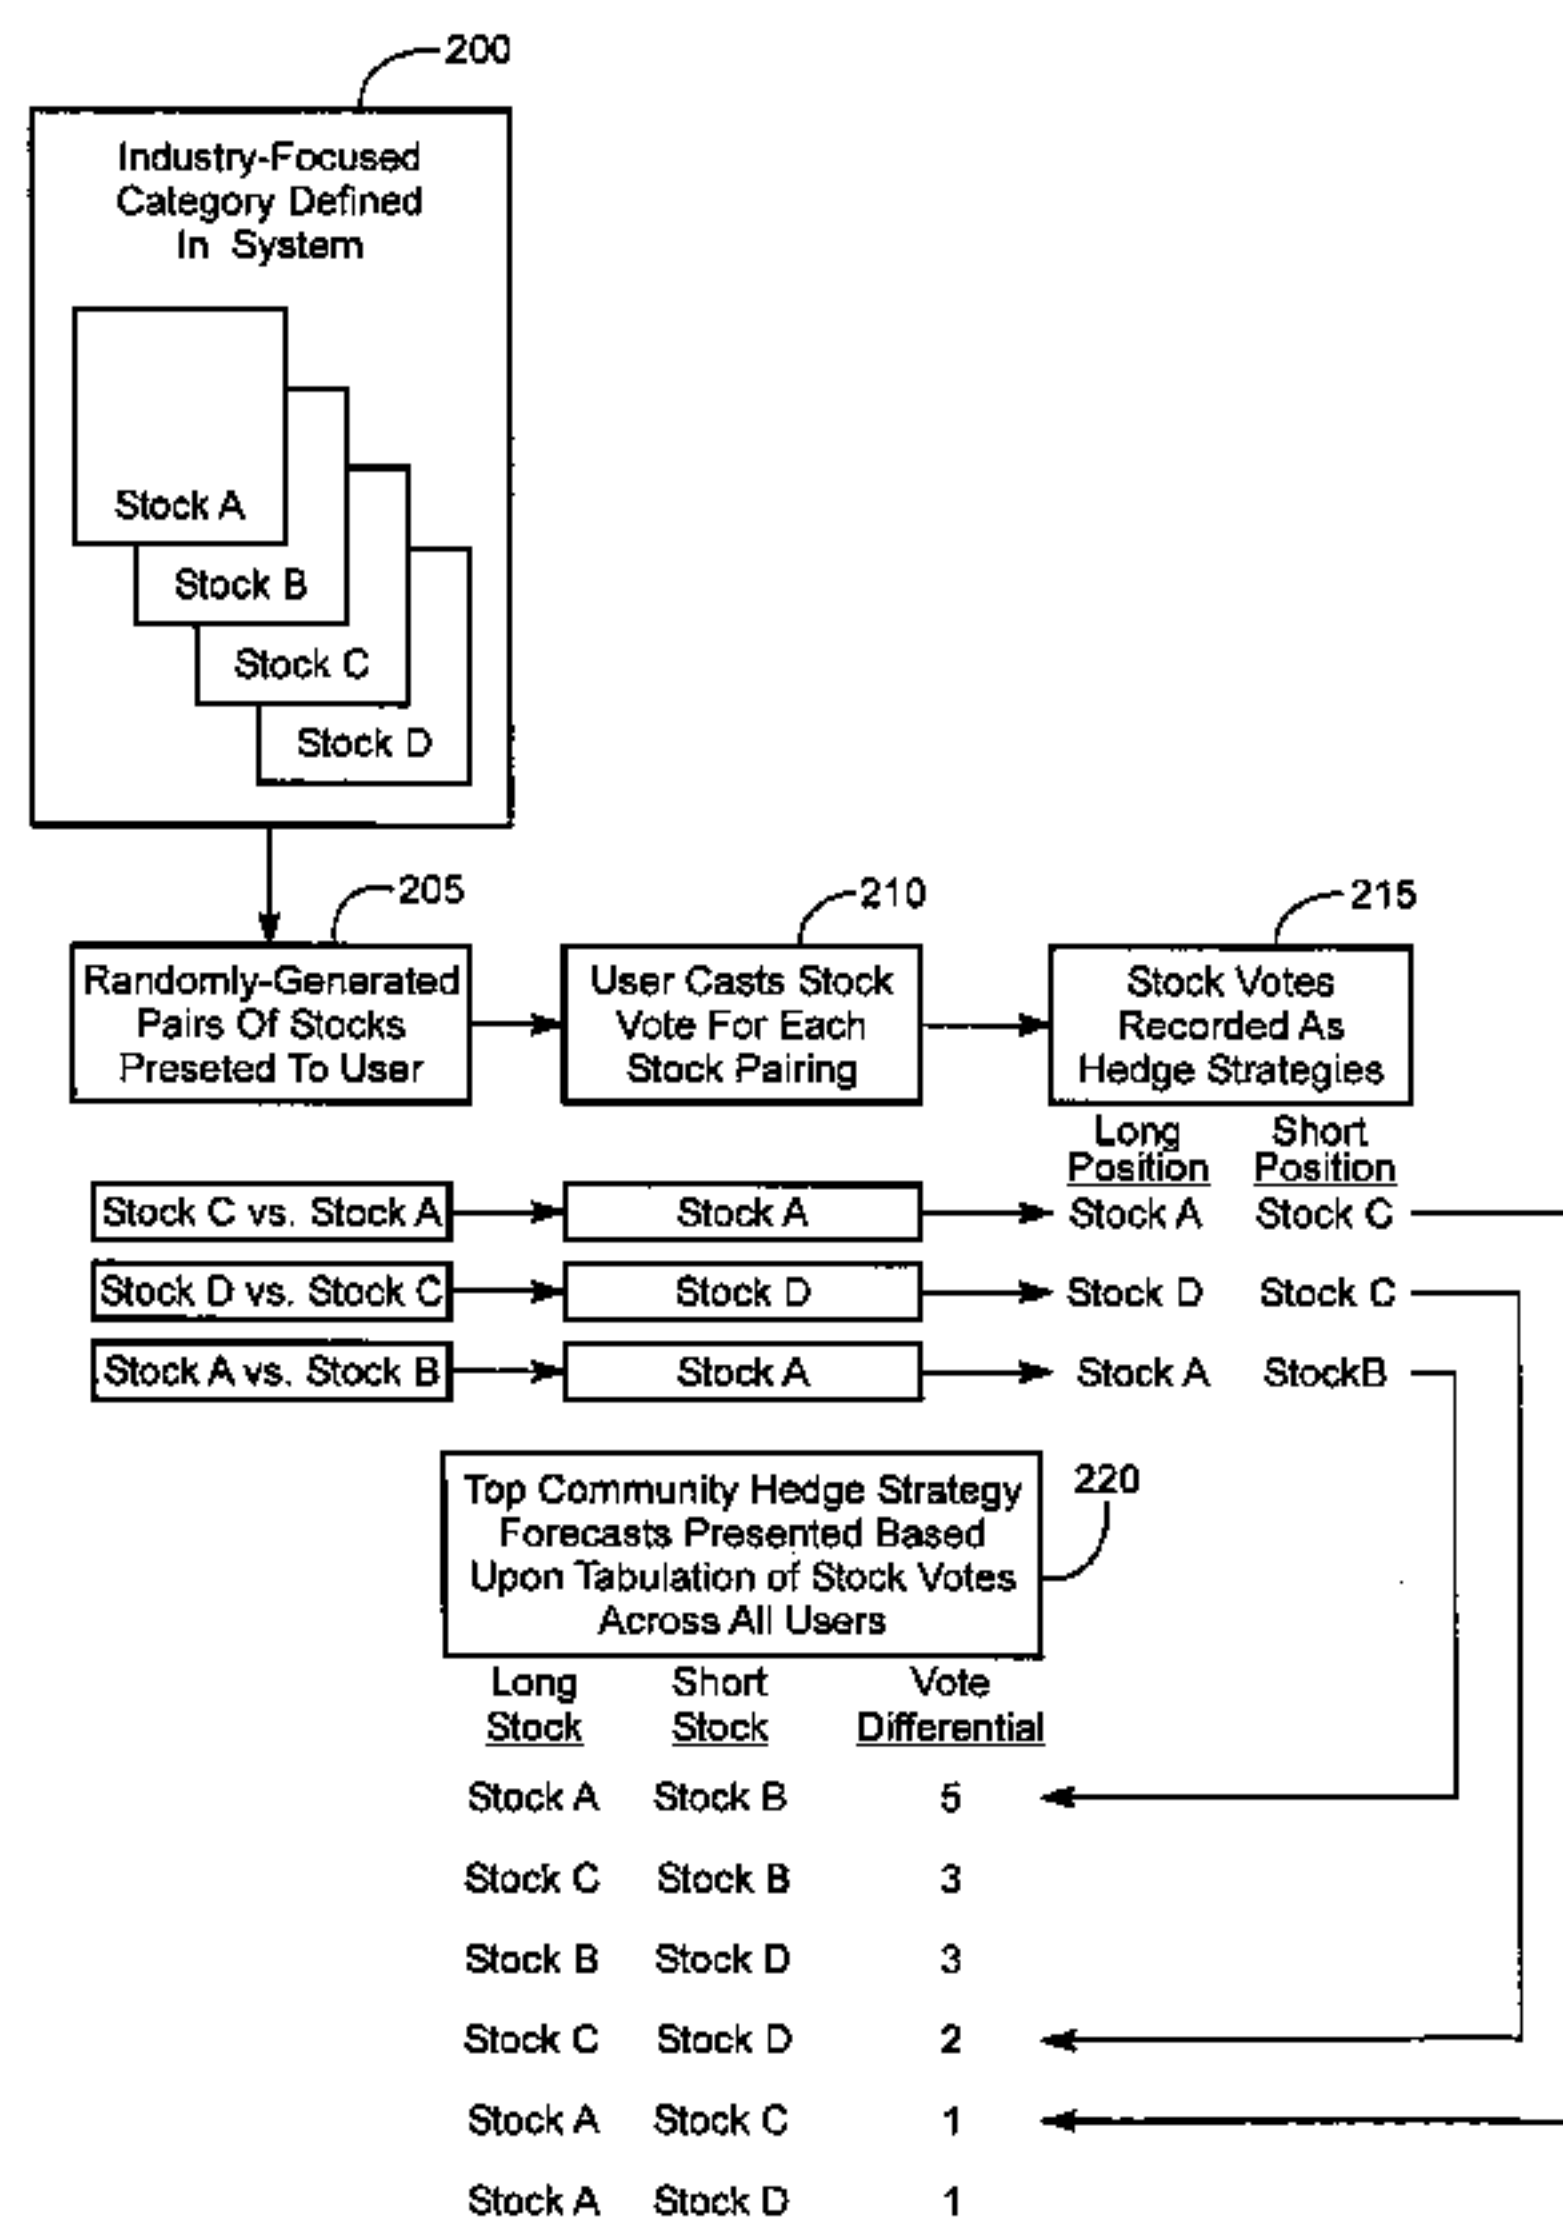 200
Industry-Focused
Category Defined
In System
Stock A
Stock B
Stock C
Stock D
205
210
215
Randomly-Generated
Pairs Of Stocks
Preseted To User
User Casts Stock
Vote For Each
Stock Pairing
Stock Votes
Recorded As
Hedge Strategies
Long Short
Position Position
Stock C vs. Stock A Stock A Stock A Stock C
Stock D vs. Stock C Stock D Stock D Stock C
Stock A vs. Stock B Stock A Stock A StockB
220
Top Community Hedge Strategy
Forecasts Presented Based
Upon Tabulation of Stock Votes
Across All Users
Long Short Vote
Stock Stock Differential
Stock A Stock B 5
Stock C Stock B 3
Stock B Stock D 3
Stock C Stock D 2
Stock A Stock C 1
Stock A Stock D 1